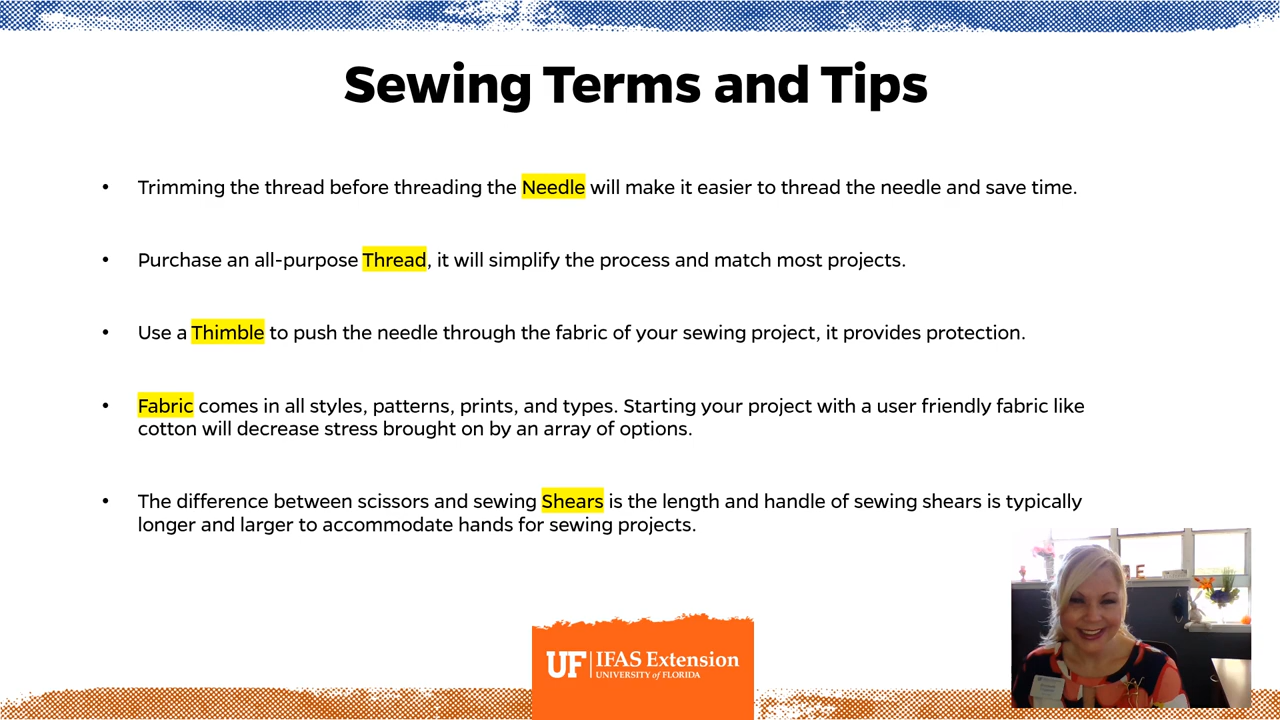 Sewing Terms and Tips
• Trimming the thread before threading the Needle will make it easier to thread the needle and save time.
• Purchase an all-purpose Thread, it will simplify the process and match most projects.
• Use a Thimble to push the needle through the fabric of your sewing project, it provides protection.
• Fabric comes in all styles, patterns, prints, and types. Starting your project with a user friendly fabric like
cotton will decrease stress brought on by an array of options.
• The difference between scissors and sewing Shears is the length and handle of sewing shears is typically
longer and larger to accommodate hands for sewing projects.
UF IFAS Extension
UNIVERSITY of FLORIDA